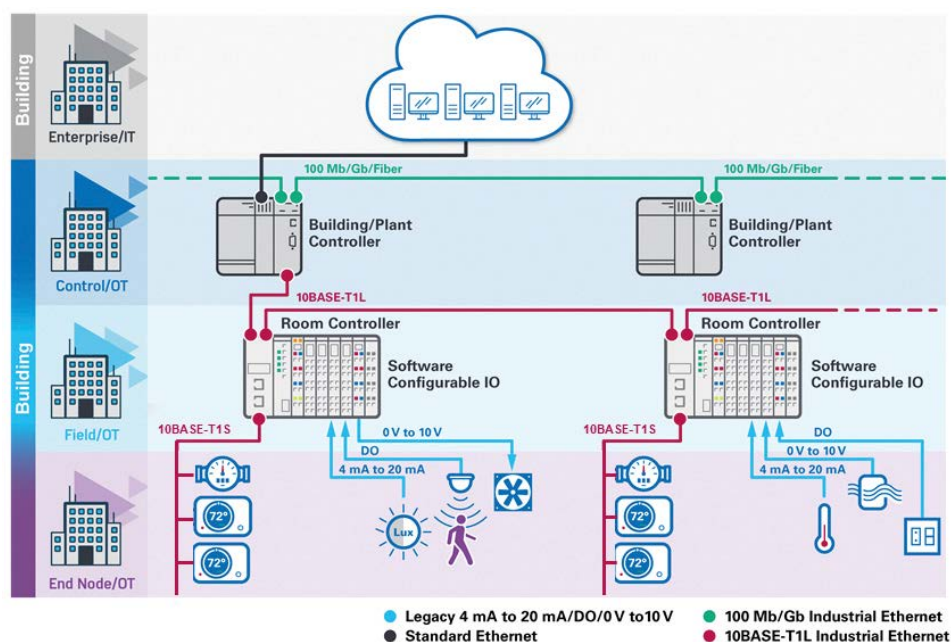 Building
Enterprise/IT
100 Mb/Gb/Fiber
100 Mb/Gb/Fiber
Building/Plant
Controller
Building/Plant
Controller
Control/OT
10BASE-T1L
10BASE-T1L
Building
Room Controller
Room Controller
Software
Configurable IO
Software
Configurable IO
Field/OT
10BASE-T1S
0 V to 10 V
DO
4 mA to 20 mA
10BASE-T1S
DO
0 V to 10 V
4 mA to 20 mA
72°
Lux
72°
72°
72°
End Node/OT
Legacy 4 mA to 20 mA/DO/0 V to10 V
100 Mb/Gb Industrial Ethernet
Standard Ethernet
10BASE-T1L Industrial Ethernet